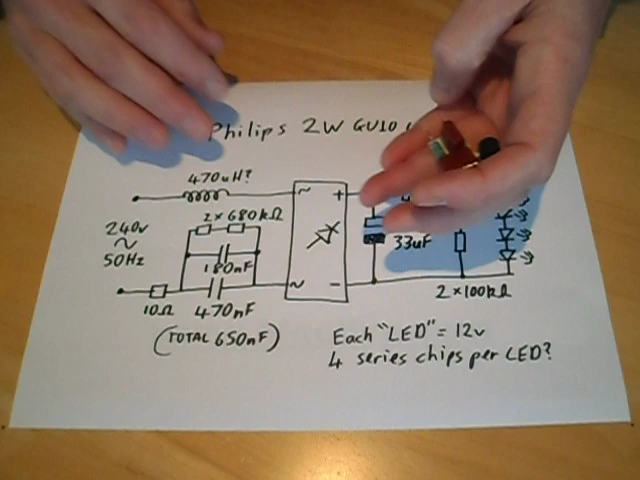 Philips 2W GU10
470uH?
~ +
2 x 680kΩ
240v
~
50Hz
180nF
33uF
~ -
10Ω 470nF
2 x 100kΩ
(TOTAL 650nF)
Each "LED" = 12v
4 series chips per LED?